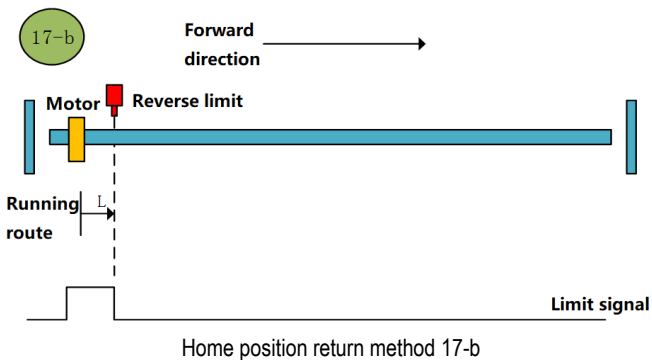 17-b
Forward
direction
Motor
Reverse limit
Running
route
L
Limit signal
Home position return method 17-b